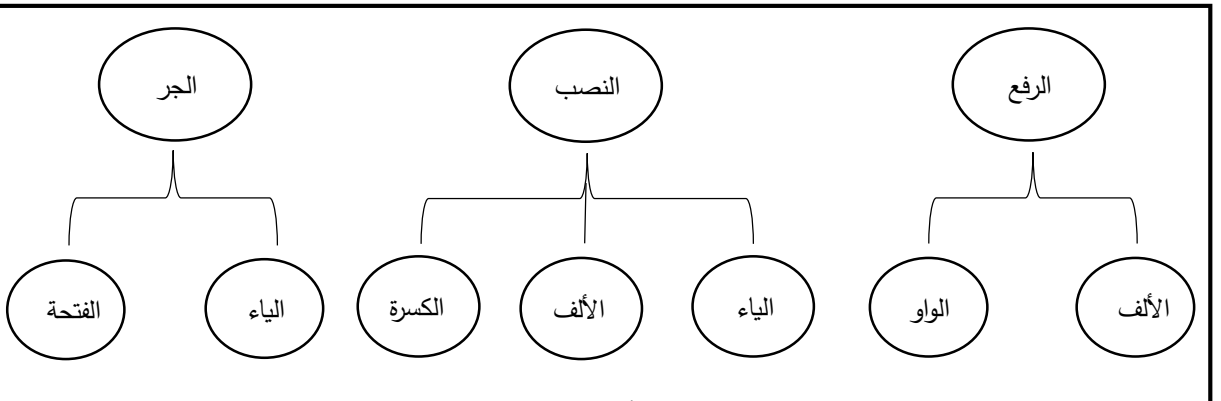 الرفع
النصب
الجر
الألف
الواو
الياء
الألف
الكسرة
الياء
الفتحة